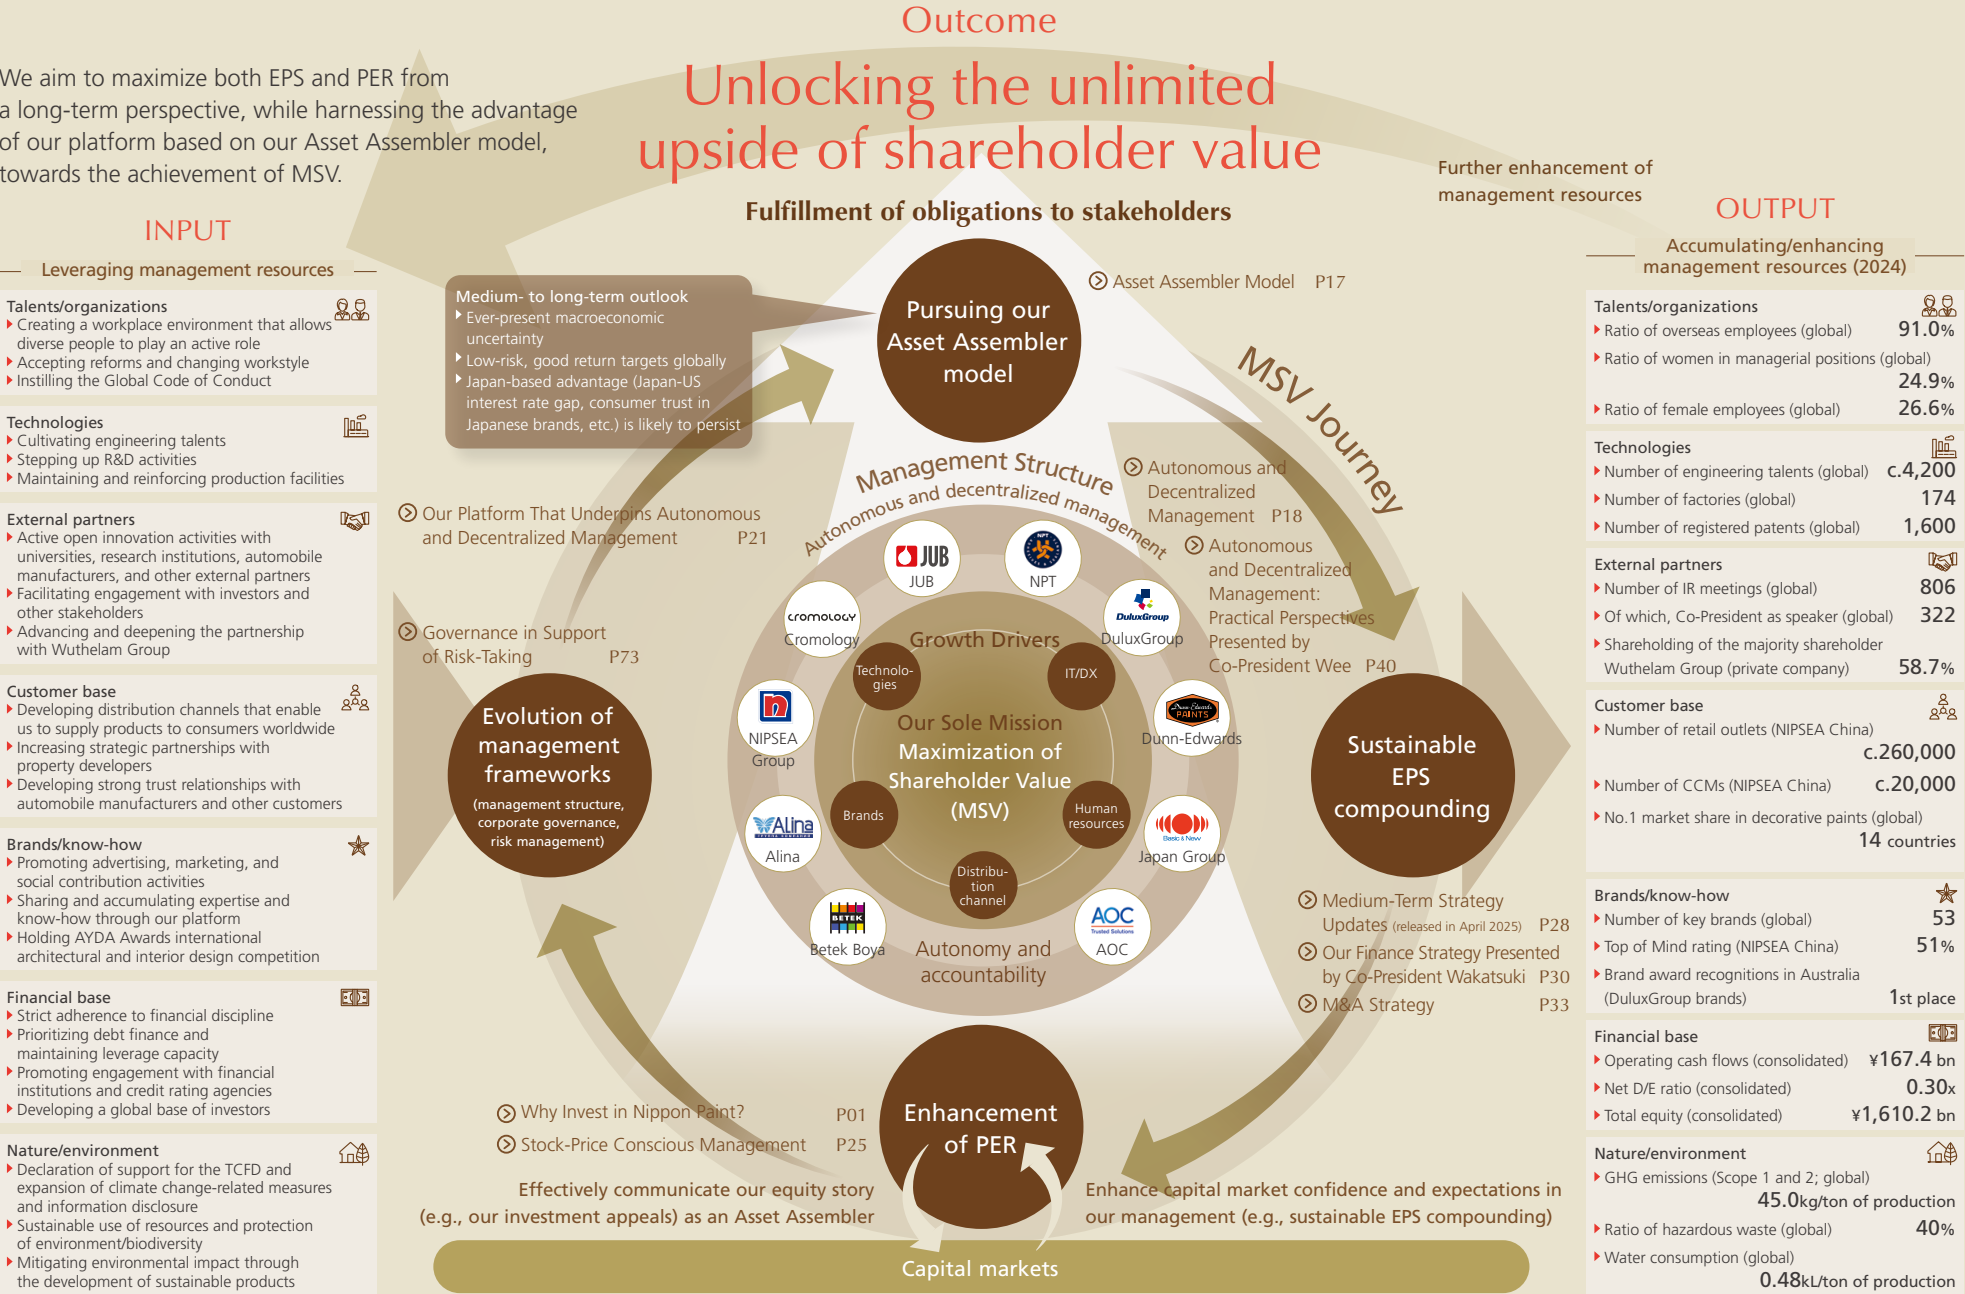 Outcome
Unlocking the unlimited
upside of shareholder value
Fulfillment of obligations to stakeholders
We aim to maximize both EPS and PER from
a long-term perspective, while harnessing the advantage
of our platform based on our Asset Assembler model,
towards the achievement of MSV.
INPUT
Leveraging management resources
Talents/organizations
Creating a workplace environment that allows
diverse people to play an active role
Accepting reforms and changing workstyle
Instilling the Global Code of Conduct
Technologies
Cultivating engineering talents
Stepping up R&D activities
Maintaining and reinforcing production facilities
External partners
Active open innovation activities with
universities, research institutions, automobile
manufacturers, and other external partners
Facilitating engagement with investors and
other stakeholders
Advancing and deepening the partnership
with Wuthelam Group
Customer base
Developing distribution channels that enable
us to supply products to consumers worldwide
Increasing strategic partnerships with
property developers
Developing strong trust relationships with
automobile manufacturers and other customers
Brands/know-how
Promoting advertising, marketing, and
social contribution activities
Sharing and accumulating expertise and
know-how through our platform
Holding AYDA Awards international
architectural and interior design competition
Financial base
Strict adherence to financial discipline
Prioritizing debt finance and
maintaining leverage capacity
Promoting engagement with financial
institutions and credit rating agencies
Developing a global base of investors
Nature/environment
Declaration of support for the TCFD and
expansion of climate change-related measures
and information disclosure
Sustainable use of resources and protection
of environment/biodiversity
Mitigating environmental impact through
the development of sustainable products
Medium- to long-term outlook
Ever-present macroeconomic
uncertainty
Low-risk, good return targets globally
Japan-based advantage (Japan-US
interest rate gap, consumer trust in
Japanese brands, etc.) is likely to persist
Pursuing our
Asset Assembler
model
Asset Assembler Model P17
MSV Journey
Our Platform That Underpins Autonomous
and Decentralized Management P21
Governance in Support
of Risk-Taking P73
Evolution of
management
frameworks
(management structure,
corporate governance,
risk management)
Management Structure
Autonomous and decentralized management
Autonomous and
Decentralized
Management P18
Autonomous
and Decentralized
Management:
Practical Perspectives
Presented by
Co-President Wee P40
JUB
JUB
NPT
NPT
CROMOLOGY
Cromology
DuluxGroup
DuluxGroup
NIPSEA
Group
Dunn-Edwards
PAINTS
Dunn-Edwards
Alina
Alina
Basic & New
Japan Group
BETEK
Betek Boya
AOC
Trusted Solutions
AOC
Growth Drivers
Technolo-
gies
IT/DX
Our Sole Mission
Maximization of
Shareholder Value
(MSV)
Brands
Human
resources
Distribu-
tion
channel
Autonomy and
accountability
Sustainable
EPS
compounding
Medium-Term Strategy
Updates (released in April 2025) P28
Our Finance Strategy Presented
by Co-President Wakatsuki P30
M&A Strategy P33
Why Invest in Nippon Paint? P01
Stock-Price Conscious Management P25
Enhancement
of PER
Effectively communicate our equity story
(e.g., our investment appeals) as an Asset Assembler
Enhance capital market confidence and expectations in
our management (e.g., sustainable EPS compounding)
Capital markets
Further enhancement of
management resources
OUTPUT
Accumulating/enhancing
management resources (2024)
Talents/organizations
Ratio of overseas employees (global) 91.0%
Ratio of women in managerial positions (global)
24.9%
Ratio of female employees (global) 26.6%
Technologies
Number of engineering talents (global) c.4,200
Number of factories (global) 174
Number of registered patents (global) 1,600
External partners
Number of IR meetings (global) 806
Of which, Co-President as speaker (global) 322
Shareholding of the majority shareholder
Wuthelam Group (private company) 58.7%
Customer base
Number of retail outlets (NIPSEA China)
c.260,000
Number of CCMs (NIPSEA China) c.20,000
No.1 market share in decorative paints (global)
14 countries
Brands/know-how
Number of key brands (global) 53
Top of Mind rating (NIPSEA China) 51%
Brand award recognitions in Australia
(DuluxGroup brands) 1st place
Financial base
Operating cash flows (consolidated) ¥167.4 bn
Net D/E ratio (consolidated) 0.30x
Total equity (consolidated) ¥1,610.2 bn
Nature/environment
GHG emissions (Scope 1 and 2; global)
45.0kg/ton of production
Ratio of hazardous waste (global) 40%
Water consumption (global)
0.48kL/ton of production